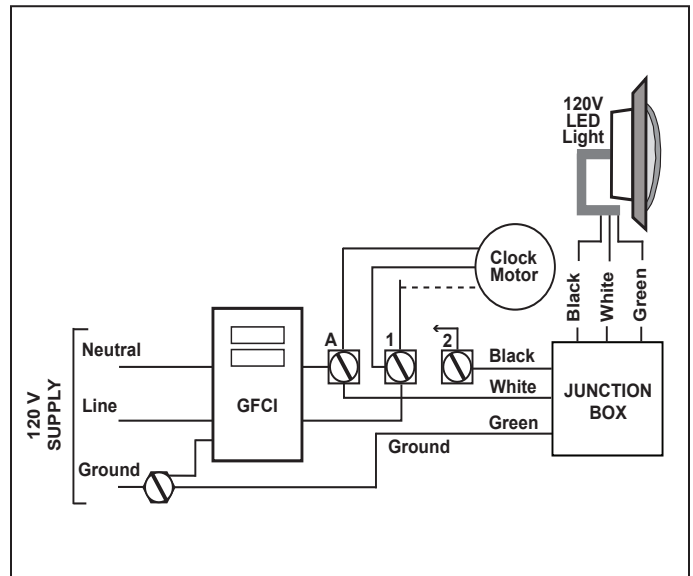 120V
LED
Light
Clock
Motor
Black
White
Green
A
1
2
120 V
SUPPLY
Neutral
Line
Ground
GFCI
Black
White
Green
Ground
JUNCTION
BOX